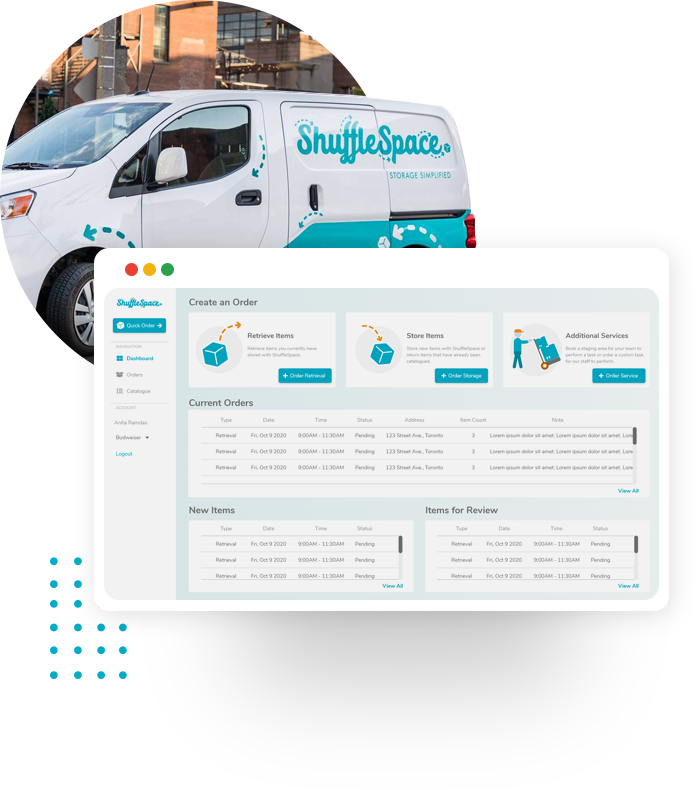 ShuffleSpace
STORAGE SIMPLIFIED
ShuffleSpace
Quick Order
NAVIGATION
Dashboard
Orders
Catalogue
ACCOUNT
Anita Ramdas
Budweiser
Logout
Create an Order
Retrieve Items
Retrieve items you currently have
stored with ShuffleSpace.
+ Order Retrieval
Store Items
Store new items with ShuffleSpace or
return items that have already been
catalogued.
+ Order Storage
Additional Services
Book a staging area for your team to
perform a task or order a custom task
for our staff to perform.
+ Order Service
Current Orders
Type Date Time Status Address Item Count Note
Retrieval Fri, Oct 9 2020 9:00AM - 11:30AM Pending 123 Street Ave., Toronto 3 Lorem ipsum dolor sit amet. Lorem ipsum dolor sit amet. Lore
Retrieval Fri, Oct 9 2020 9:00AM - 11:30AM Pending 123 Street Ave., Toronto 3 Lorem ipsum dolor sit amet. Lorem ipsum dolor sit amet. Lore
Retrieval Fri, Oct 9 2020 9:00AM - 11:30AM Pending 123 Street Ave., Toronto 3 Lorem ipsum dolor sit amet. Lorem ipsum dolor sit amet. Lore
View All
New Items
Type Date Time Status
Retrieval Fri, Oct 9 2020 9:00AM - 11:30AM Pending
Retrieval Fri, Oct 9 2020 9:00AM - 11:30AM Pending
Retrieval Fri, Oct 9 2020 9:00AM - 11:30AM Pending
View All
Items for Review
Type Date Time Status
Retrieval Fri, Oct 9 2020 9:00AM - 11:30AM Pending
Retrieval Fri, Oct 9 2020 9:00AM - 11:30AM Pending
Retrieval Fri, Oct 9 2020 9:00AM - 11:30AM Pending
View All